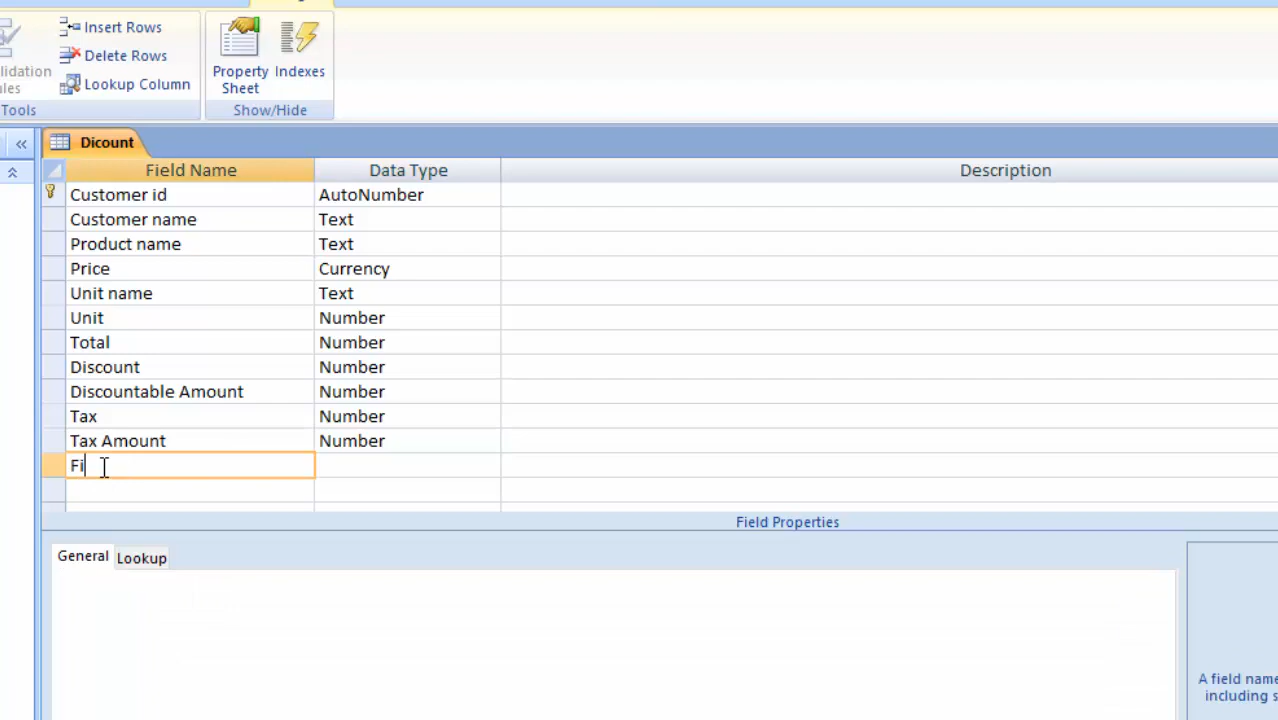 Insert Rows
Delete Rows
Lookup Column
lidation
Tools
Property
Sheet
Indexes
Show/Hide
Dicount
Field Name Data Type Description
Customer id AutoNumber
Customer name Text
Product name Text
Price Currency
Unit name Text
Unit Number
Total Number
Discount Number
Discountable Amount Number
Tax Number
Tax Amount Number
Fi
Field Properties
General Lookup
A field name
including s